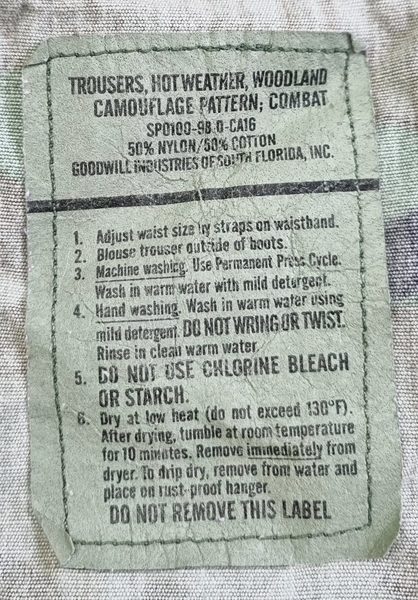 TROUSERS, HOT WEATHER, WOODLAND
CAMOUFLAGE PATTERN; COMBAT
SPO100-98-D-CA16
50% NYLON/50% COTTON
GOODWILL INDUSTRIES OF SOUTH FLORIDA, INC.
1. Adjust waist size by straps on waistband.
2. Blouse trouser outside of boots.
3. Machine washing. Use Permanent Press Cycle.
Wash in warm water with mild detergent.
4. Hand washing. Wash in warm water using
mild detergent. DO NOT WRING OR TWIST.
Rinse in clean warm water.
5. DO NOT USE CHLORINE BLEACH
OR STARCH.
6. Dry at low heat (do not exceed 130°F).
After drying, tumble at room temperature
for 10 minutes. Remove immediately from
dryer. To drip dry, remove from water and
place on rust-proof hanger.
DO NOT REMOVE THIS LABEL